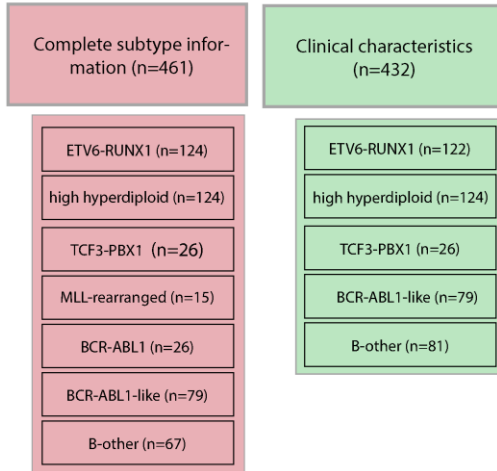 Complete subtype infor-
mation (n=461)
ETV6-RUNX1 (n=124)
high hyperdiploid (n=124)
TCF3-PBX1 (n=26)
MLL-rearranged (n=15)
BCR-ABL1 (n=26)
BCR-ABL1-like (n=79)
B-other (n=67)
Clinical characteristics
(n=432)
ETV6-RUNX1 (n=122)
high hyperdiploid (n=124)
TCF3-PBX1 (n=26)
BCR-ABL1-like (n=79)
B-other (n=81)